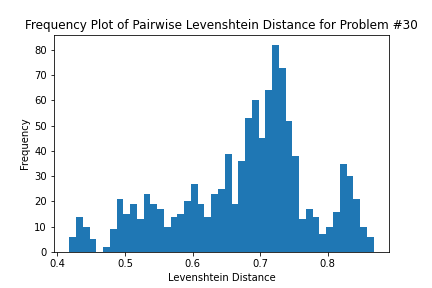 Frequency Plot of Pairwise Levenshtein Distance for Problem #30
80
70
60
50
40
30
20
10
0
Frequency
0.4 0.5 0.6 0.7 0.8
Levenshtein Distance